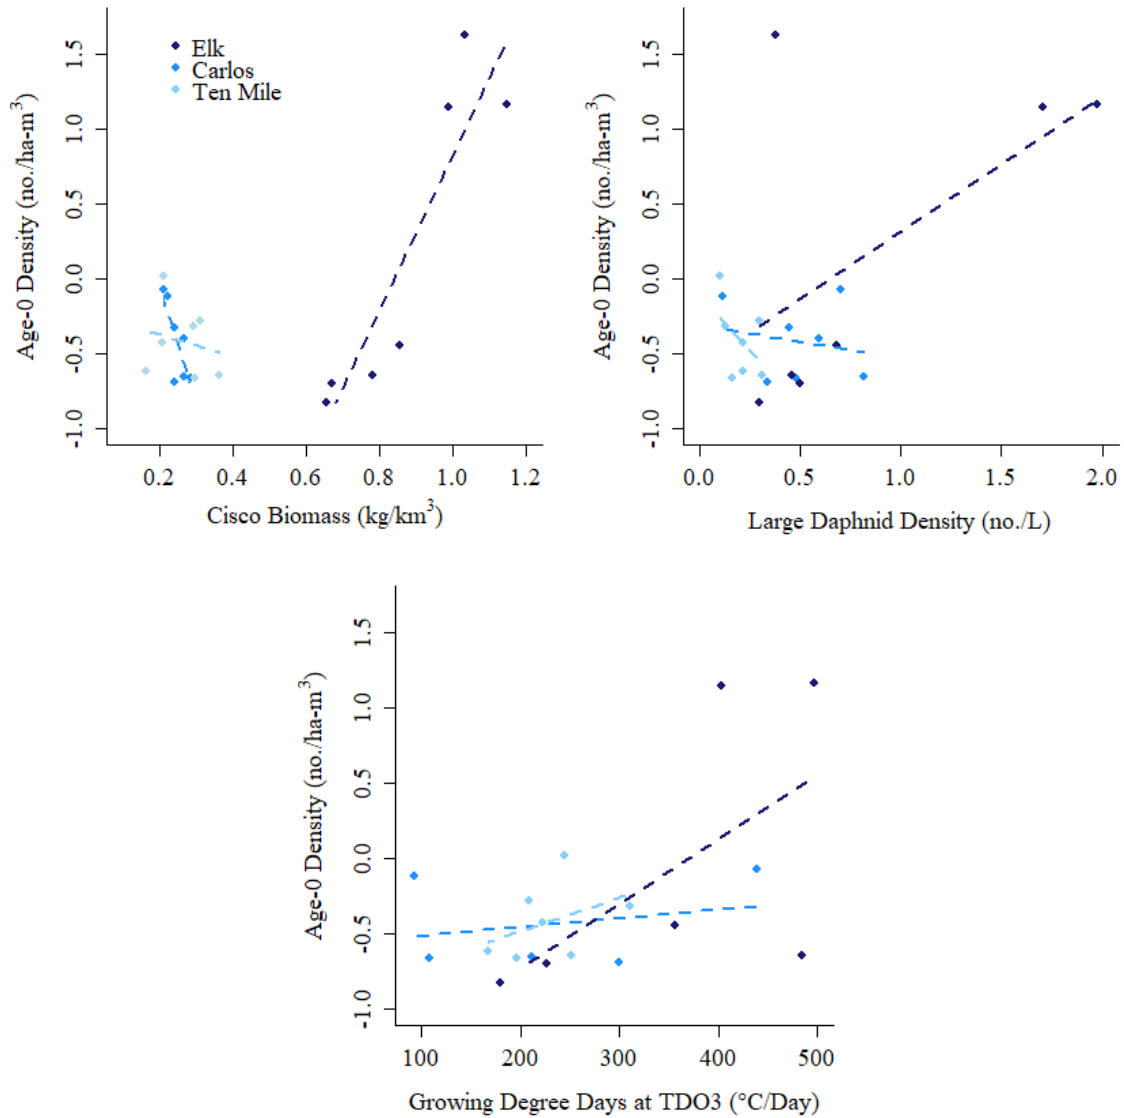 Elk
Carlos
Ten Mile
Age-0 Density (no./ha-m³)
1.5
1.0
0.5
0.0
-0.5
-1.0
0.2 0.4 0.6 0.8 1.0 1.2
Cisco Biomass (kg/km³)
Age-0 Density (no./ha-m³)
1.5
1.0
0.5
0.0
-0.5
-1.0
0.0 0.5 1.0 1.5 2.0
Large Daphnid Density (no./L)
Age-0 Density (no./ha-m³)
1.5
1.0
0.5
0.0
-0.5
-1.0
100 200 300 400 500
Growing Degree Days at TDO3 (°C/Day)